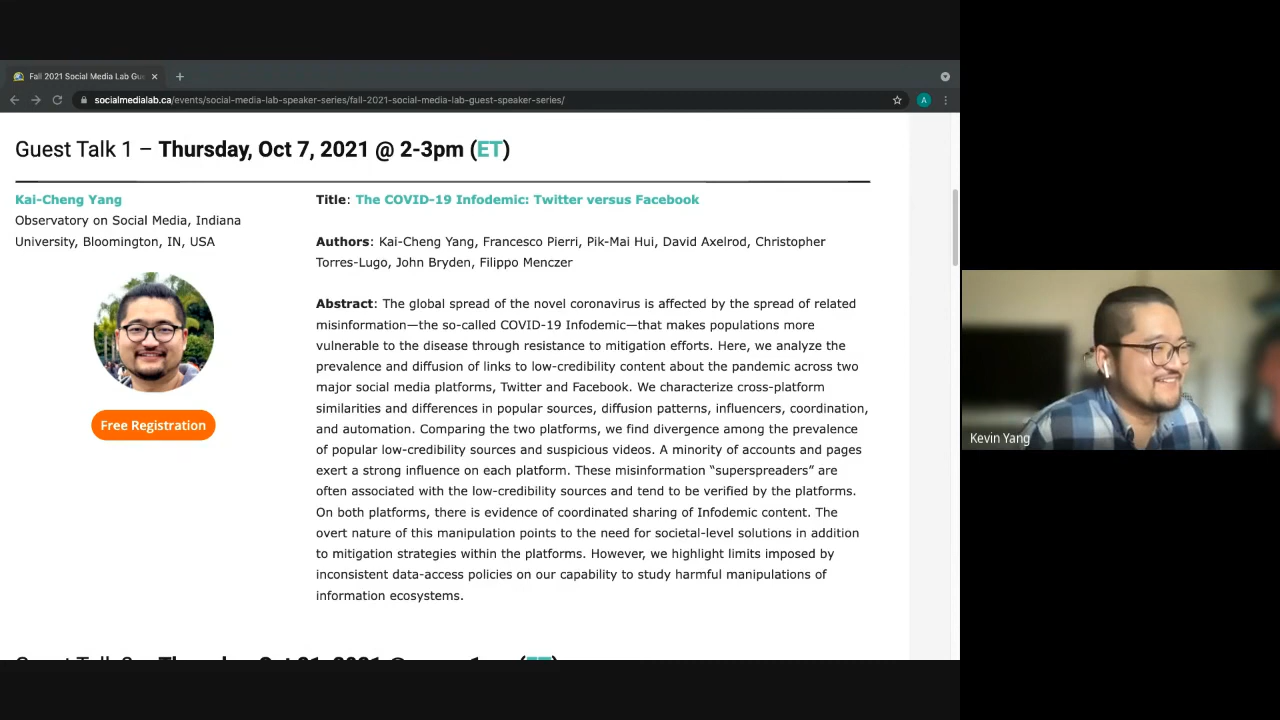 Fall 2021 Social Media Lab Gu
socialmedialab.ca/events/social-media-lab-speaker-series/fall-2021-social-media-lab-guest-speaker-series/
A
Guest Talk 1 – Thursday, Oct 7, 2021 @ 2-3pm (ET)
Kai-Cheng Yang
Observatory on Social Media, Indiana
University, Bloomington, IN, USA
Free Registration
Title: The COVID-19 Infodemic: Twitter versus Facebook
Authors: Kai-Cheng Yang, Francesco Pierri, Pik-Mai Hui, David Axelrod, Christopher
Torres-Lugo, John Bryden, Filippo Menczer
Abstract: The global spread of the novel coronavirus is affected by the spread of related
misinformation—the so-called COVID-19 Infodemic—that makes populations more
vulnerable to the disease through resistance to mitigation efforts. Here, we analyze the
prevalence and diffusion of links to low-credibility content about the pandemic across two
major social media platforms, Twitter and Facebook. We characterize cross-platform
similarities and differences in popular sources, diffusion patterns, influencers, coordination,
and automation. Comparing the two platforms, we find divergence among the prevalence
of popular low-credibility sources and suspicious videos. A minority of accounts and pages
exert a strong influence on each platform. These misinformation “superspreaders” are
often associated with the low-credibility sources and tend to be verified by the platforms.
On both platforms, there is evidence of coordinated sharing of Infodemic content. The
overt nature of this manipulation points to the need for societal-level solutions in addition
to mitigation strategies within the platforms. However, we highlight limits imposed by
inconsistent data-access policies on our capability to study harmful manipulations of
information ecosystems.
Kevin Yang